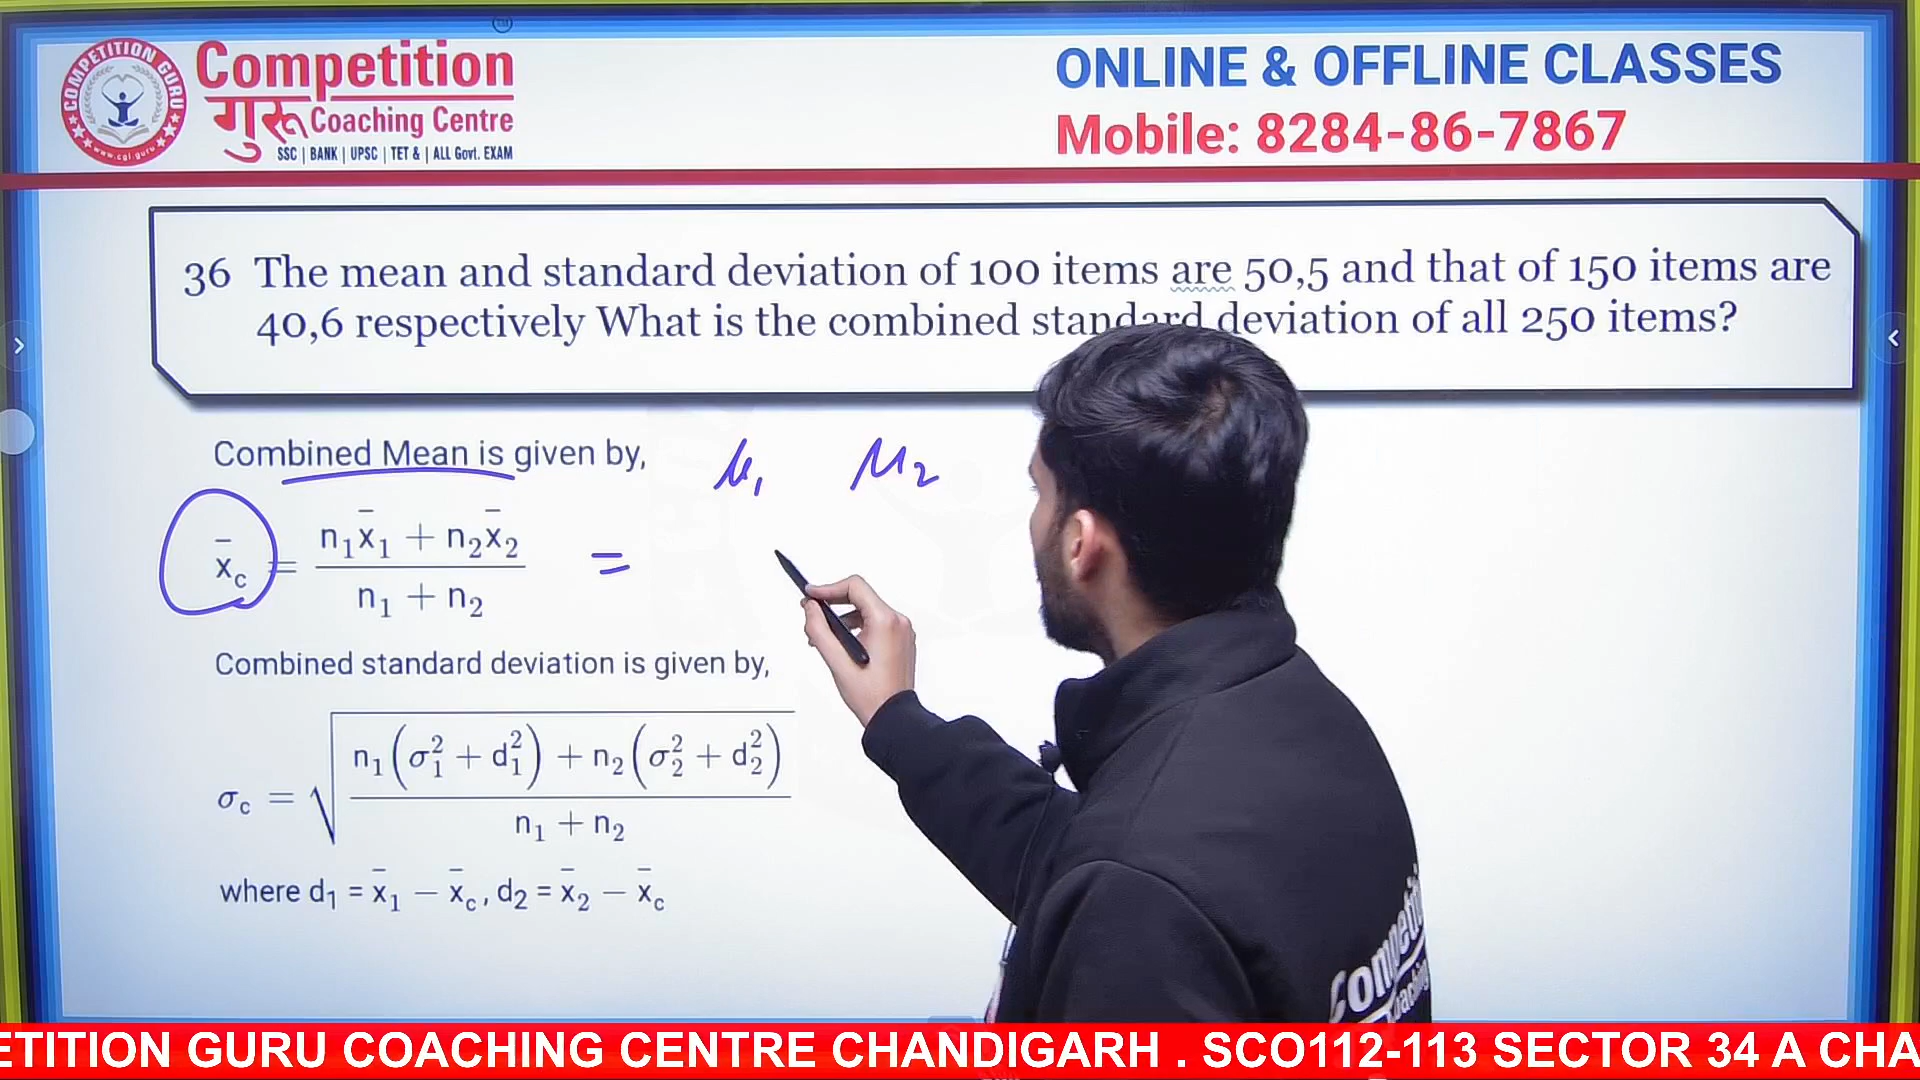 COMPETITION GURU
www.cgl.guru
Competition
गुरू Coaching Centre
SSC | BANK | UPSC | TET & | ALL Govt. EXAM
ONLINE & OFFLINE CLASSES
Mobile: 8284-86-7867
36 The mean and standard deviation of 100 items are 50,5 and that of 150 items are
40,6 respectively What is the combined standard deviation of all 250 items?
Combined Mean is given by, μ₁ μ₂
x̄c = (n₁x̄₁ + n₂x̄₂) / (n₁ + n₂) =
Combined standard deviation is given by,
σc = √((n₁(σ₁² + d₁²) + n₂(σ₂² + d₂²)) / (n₁ + n₂))
where d₁ = x̄₁ − x̄c, d₂ = x̄₂ − x̄c
ETITION GURU COACHING CENTRE CHANDIGARH . SCO112-113 SECTOR 34 A CHA